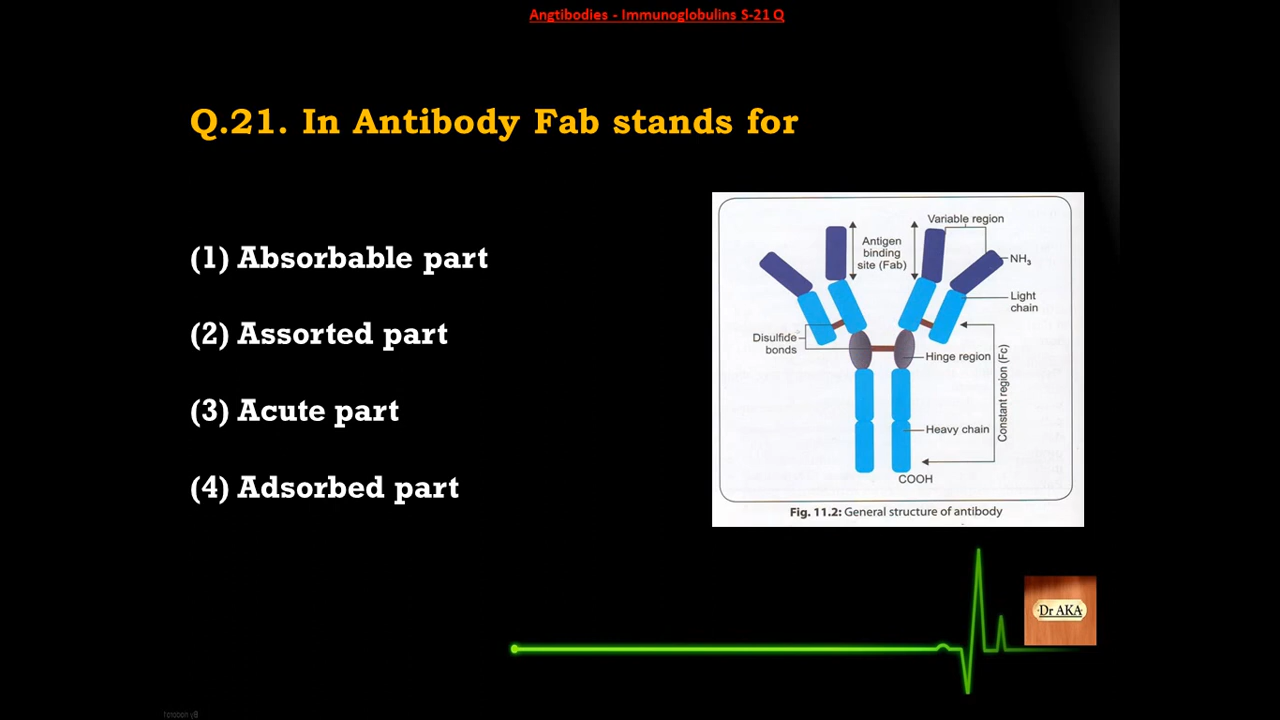 Angtibodies - Immunoglobulins S-21 Q
Q.21. In Antibody Fab stands for
(1) Absorbable part
(2) Assorted part
(3) Acute part
(4) Adsorbed part
Variable region
Antigen
binding
site (Fab)
NH3
Light
chain
Disulfide
bonds
Hinge region
Constant region (Fc)
Heavy chain
COOH
Fig. 11.2: General structure of antibody
Dr AKA